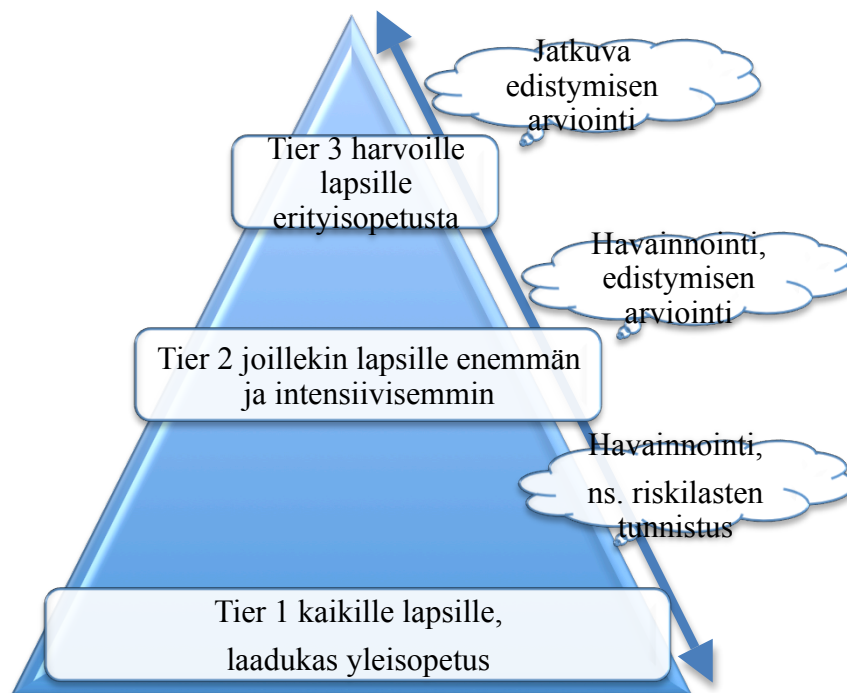 Jatkuva
edistymisen
arviointi
Tier 3 harvoille
lapsille
erityisopetusta
Havainnointi,
edistymisen
arviointi
Tier 2 joillekin lapsille enemmän
ja intensiivisemmin
Havainnointi,
ns. riskilasten
tunnistus
Tier 1 kaikille lapsille,
laadukas yleisopetus